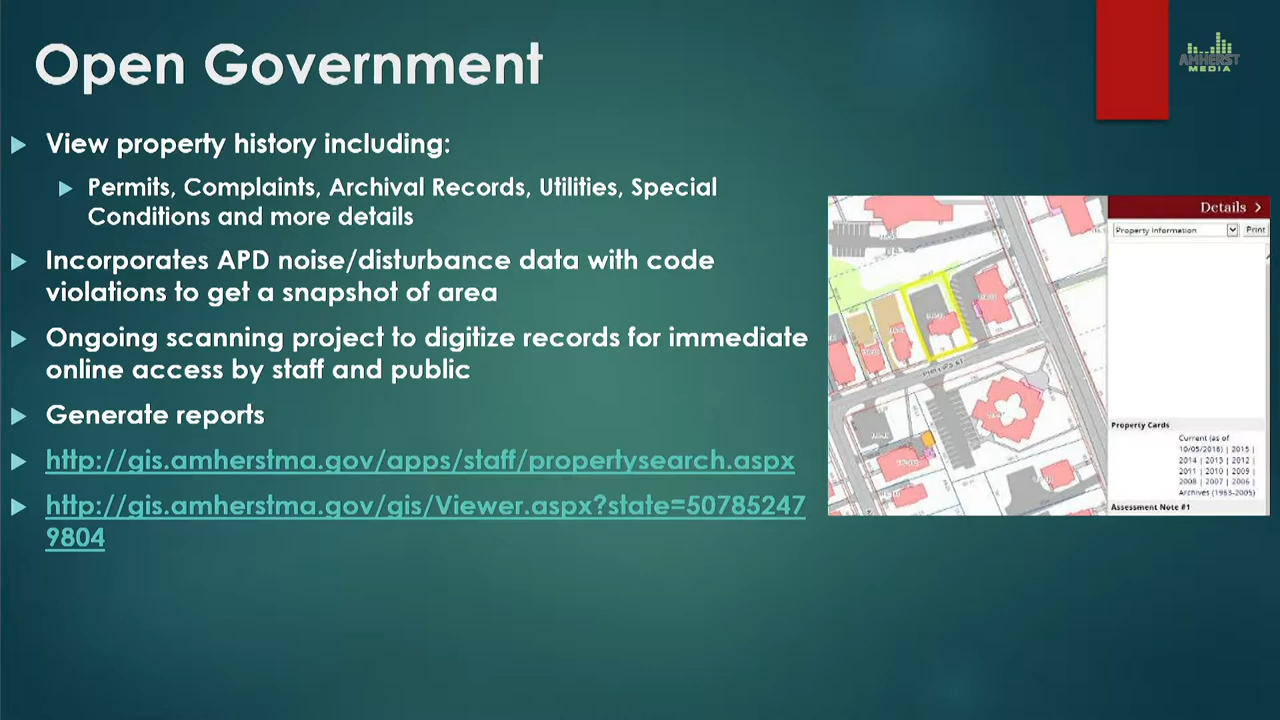 Open Government
AMHERST
MEDIA
View property history including:
Permits, Complaints, Archival Records, Utilities, Special
Conditions and more details
Incorporates APD noise/disturbance data with code
violations to get a snapshot of area
Ongoing scanning project to digitize records for immediate
online access by staff and public
Generate reports
http://gis.amherstma.gov/apps/staff/propertysearch.aspx
http://gis.amherstma.gov/gis/Viewer.aspx?state=50785247
9804
Details >
Property Information
Print
PHILLIPS ST
Property Cards
Current (as of
10/05/2016) | 2015 |
2014 | 2013 | 2012 |
2011 | 2010 | 2009 |
2008 | 2007 | 2006 |
Archives (1963-2005)
Assessment Note #1